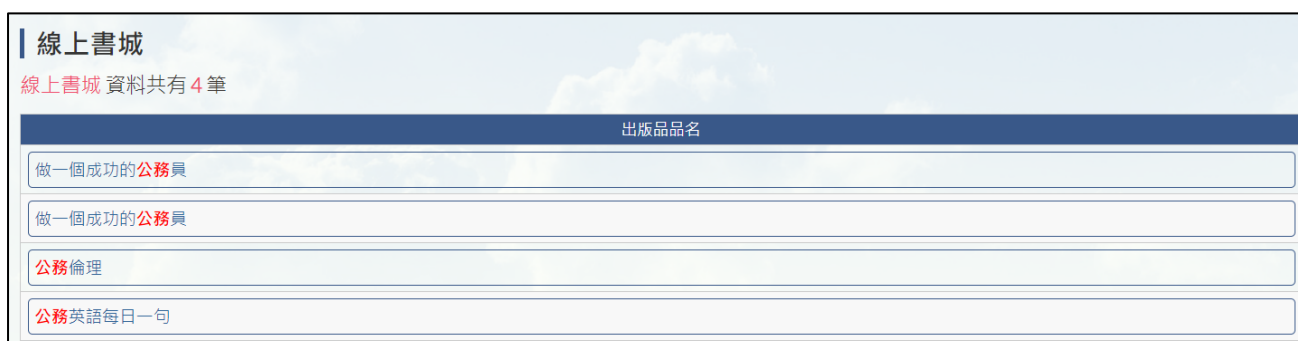 線上書城
線上書城 資料共有 4 筆
出版品品名
做一個成功的公務員
做一個成功的公務員
公務倫理
公務英語每日一句